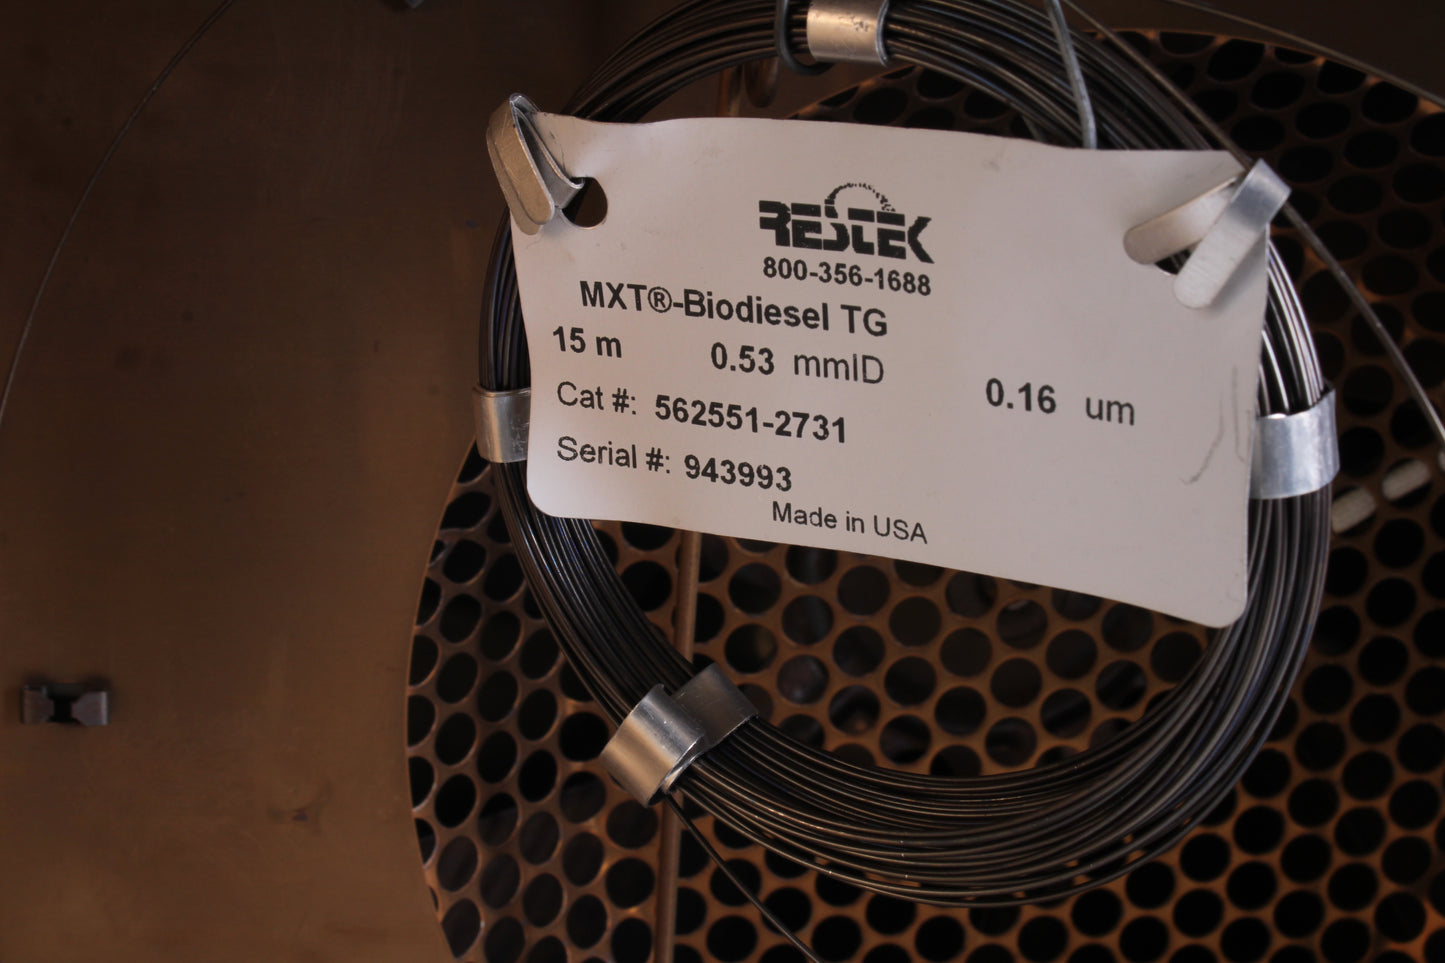 RESTEK
800-356-1688
MXT®-Biodiesel TG
15 m 0.53 mmID 0.16 um
Cat #: 562551-2731
Serial #: 943993
Made in USA